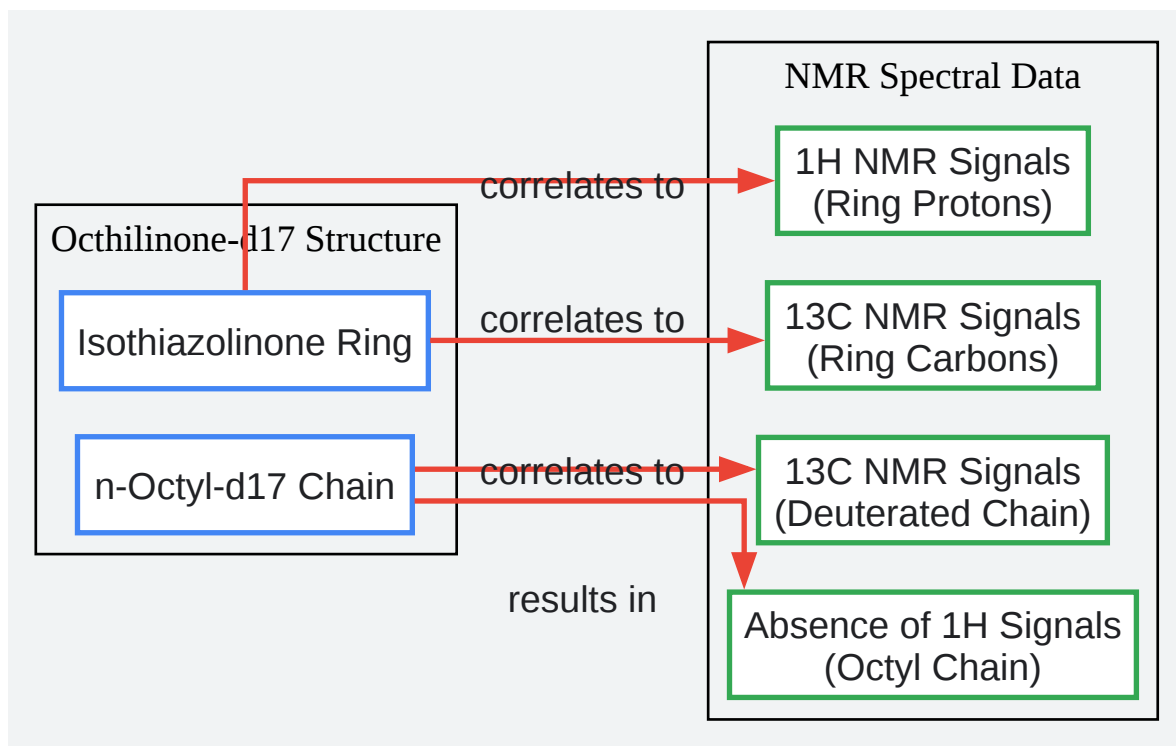 NMR Spectral Data
1H NMR Signals
(Ring Protons)
correlates to
Octhilinone-d17 Structure
Isothiazolinone Ring
correlates to
13C NMR Signals
(Ring Carbons)
n-Octyl-d17 Chain
correlates to
13C NMR Signals
(Deuterated Chain)
results in
Absence of 1H Signals
(Octyl Chain)